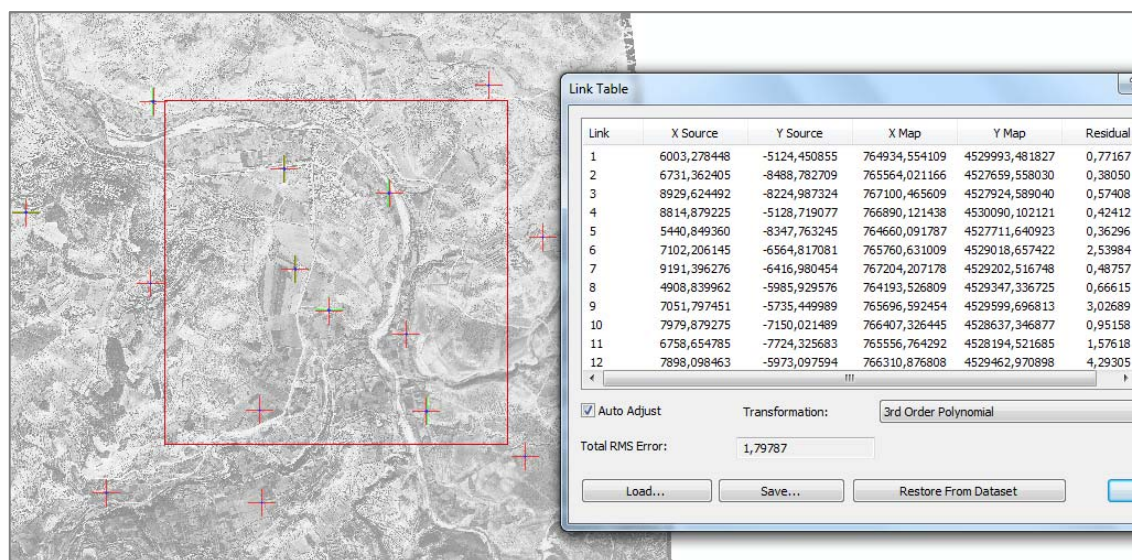 Link Table
Link X Source Y Source X Map Y Map Residual
1 6003,278448 -5124,450855 764934,554109 4529993,481827 0,77167
2 6731,362405 -8488,782709 765564,021166 4527659,558030 0,38050
3 8929,624492 -8224,987324 767100,465609 4527924,589040 0,57408
4 8814,879225 -5128,719077 766890,121438 4530090,102121 0,42412
5 5440,849360 -8347,763245 764660,091787 4527711,640923 0,36296
6 7102,206145 -6564,817081 765760,631009 4529018,657422 2,53984
7 9191,396276 -6416,980454 767204,207178 4529202,516748 0,48757
8 4908,839962 -5985,929576 764193,526809 4529347,336725 0,66615
9 7051,797451 -5735,449989 765696,592454 4529599,696813 3,02689
10 7979,879275 -7150,021489 766407,326445 4528637,346877 0,95158
11 6758,654785 -7724,325683 765556,764292 4528194,521685 1,57618
12 7898,098463 -5973,097594 766310,876808 4529462,970898 4,29305
Auto Adjust Transformation: 3rd Order Polynomial
Total RMS Error: 1,79787
Load... Save... Restore From Dataset